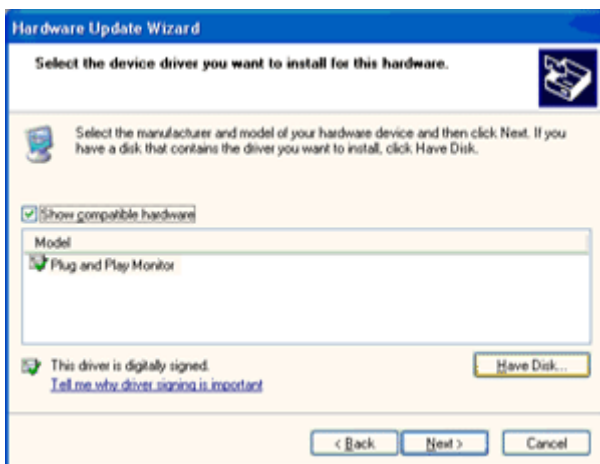 Hardware Update Wizard
Select the device driver you want to install for this hardware.
Select the manufacturer and model of your hardware device and then click Next. If you
have a disk that contains the driver you want to install, click Have Disk.
Show compatible hardware
Model
Plug and Play Monitor
This driver is digitally signed.
Have Disk...
Tell me why driver signing is important
< Back
Next >
Cancel